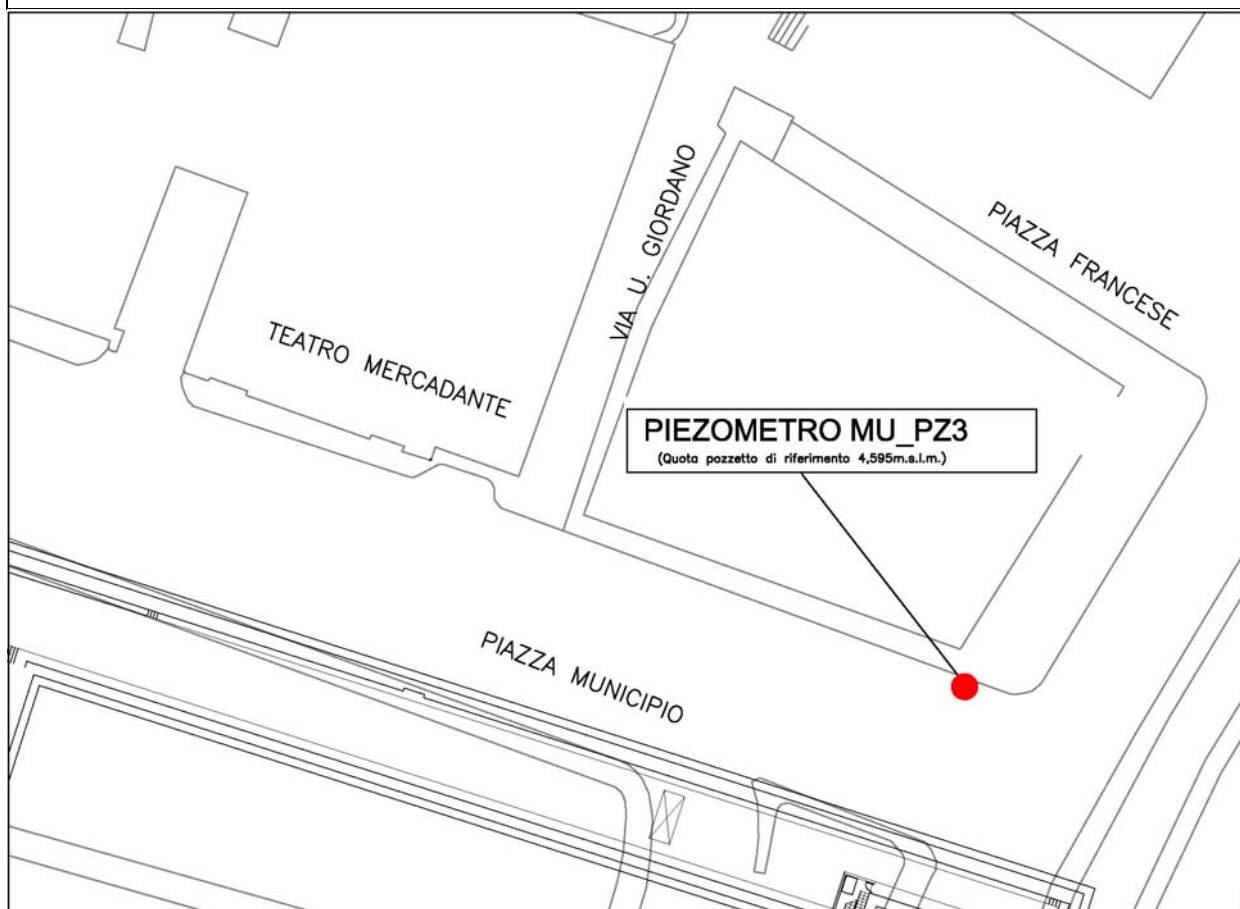 VIA U. GIORDANO
PIAZZA FRANCESE
TEATRO MERCADANTE
PIEZOMETRO MU_PZ3
(Quota pozzetto di riferimento 4,595m.s.l.m.)
PIAZZA MUNICIPIO